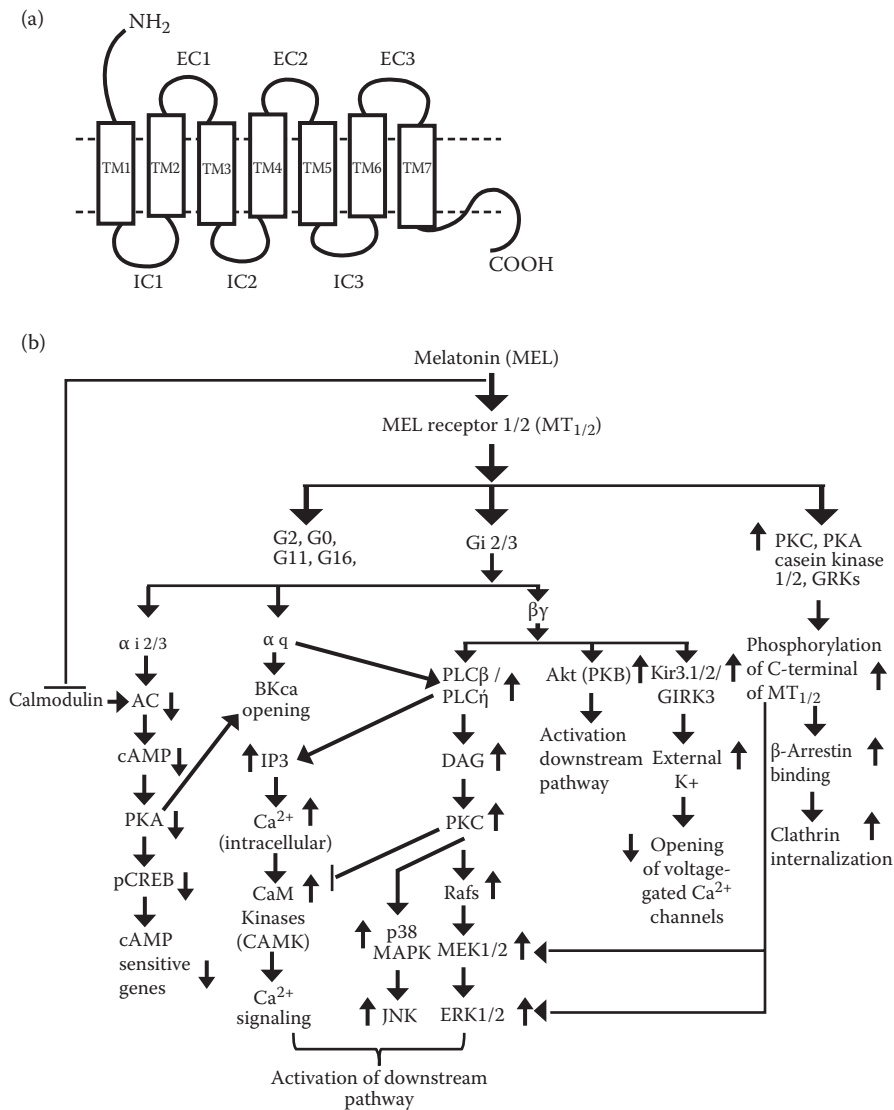 (a)
NH2
EC1
EC2
EC3
TM1
TM2
TM3
TM4
TM5
TM6
TM7
IC1
IC2
IC3
COOH
(b)
Melatonin (MEL)
MEL receptor 1/2 (MT1/2)
G2, G0,
G11, G16,
Gi 2/3
PKC, PKA
casein kinase
1/2, GRKs
βγ
α i 2/3
α q
Calmodulin
AC
cAMP
PKA
pCREB
cAMP
sensitive
genes
BKca
opening
IP3
Ca2+
(intracellular)
CaM
Kinases
(CAMK)
Ca2+
signaling
PLCβ /
PLCή
DAG
PKC
Rafs
MEK1/2
ERK1/2
p38
MAPK
JNK
Akt (PKB)
Activation
downstream
pathway
Kir3.1/2/
GIRK3
External
K+
Opening
of voltage-
gated Ca2+
channels
Phosphorylation
of C-terminal
of MT1/2
β-Arrestin
binding
Clathrin
internalization
Activation of downstream
pathway